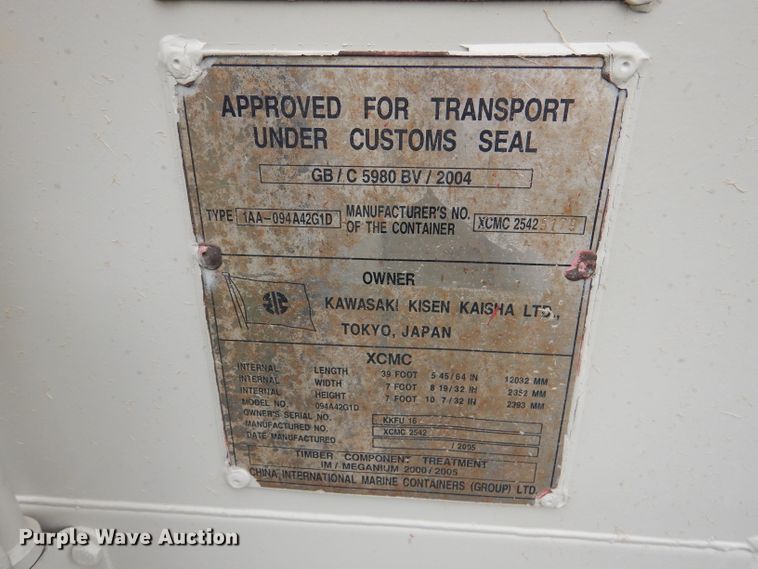 APPROVED FOR TRANSPORT
UNDER CUSTOMS SEAL
GB / C 5980 BV / 2004
TYPE 1AA-094A42G1D MANUFACTURER'S NO. OF THE CONTAINER XCMC 2542
OWNER
KAWASAKI KISEN KAISHA LTD.,
TOKYO, JAPAN
XCMC
INTERNAL LENGTH 39 FOOT 5 45/64 IN 12032 MM
INTERNAL WIDTH 7 FOOT 8 19/32 IN 2352 MM
INTERNAL HEIGHT 7 FOOT 10 7/32 IN 2393 MM
MODEL NO. 094A42G1D
OWNER'S SERIAL NO. KKFU 16
MANUFACTURED NO. XCMC 2542
DATE MANUFACTURED / 2005
TIMBER COMPONENT TREATMENT
IM / MEGANIUM 2000 / 2005
CHINA INTERNATIONAL MARINE CONTAINERS (GROUP) LTD.
Purple Wave Auction